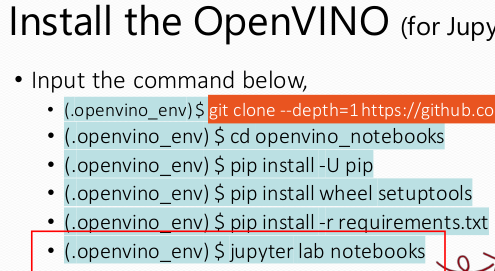 Install the OpenVINO (for Jupy
• Input the command below,
• (.openvino_env) $ git clone --depth=1 https://github.co
• (.openvino_env) $ cd openvino_notebooks
• (.openvino_env) $ pip install -U pip
• (.openvino_env) $ pip install wheel setuptools
• (.openvino_env) $ pip install -r requirements.txt
• (.openvino_env) $ jupyter lab notebooks